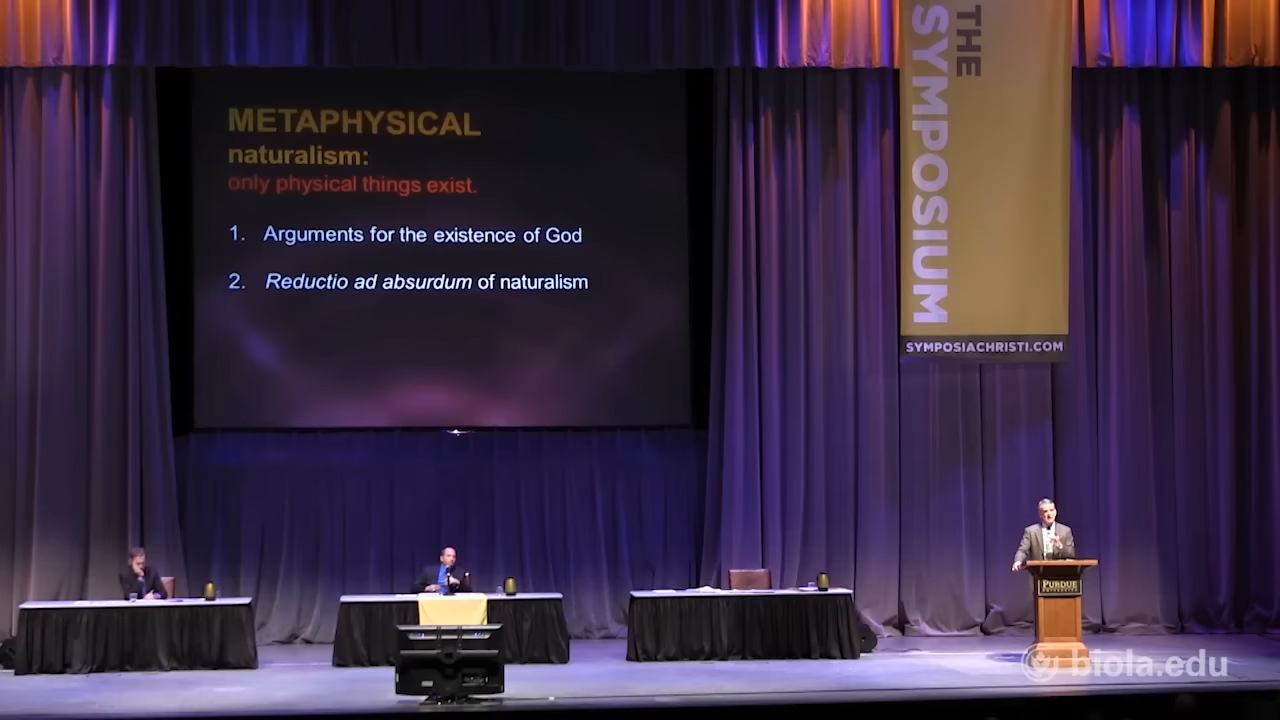 METAPHYSICAL
naturalism:
only physical things exist.
1. Arguments for the existence of God
2. Reductio ad absurdum of naturalism
THE
SYMPOSIUM
SYMPOSIACHRISTI.COM
PURDUE
biola.edu